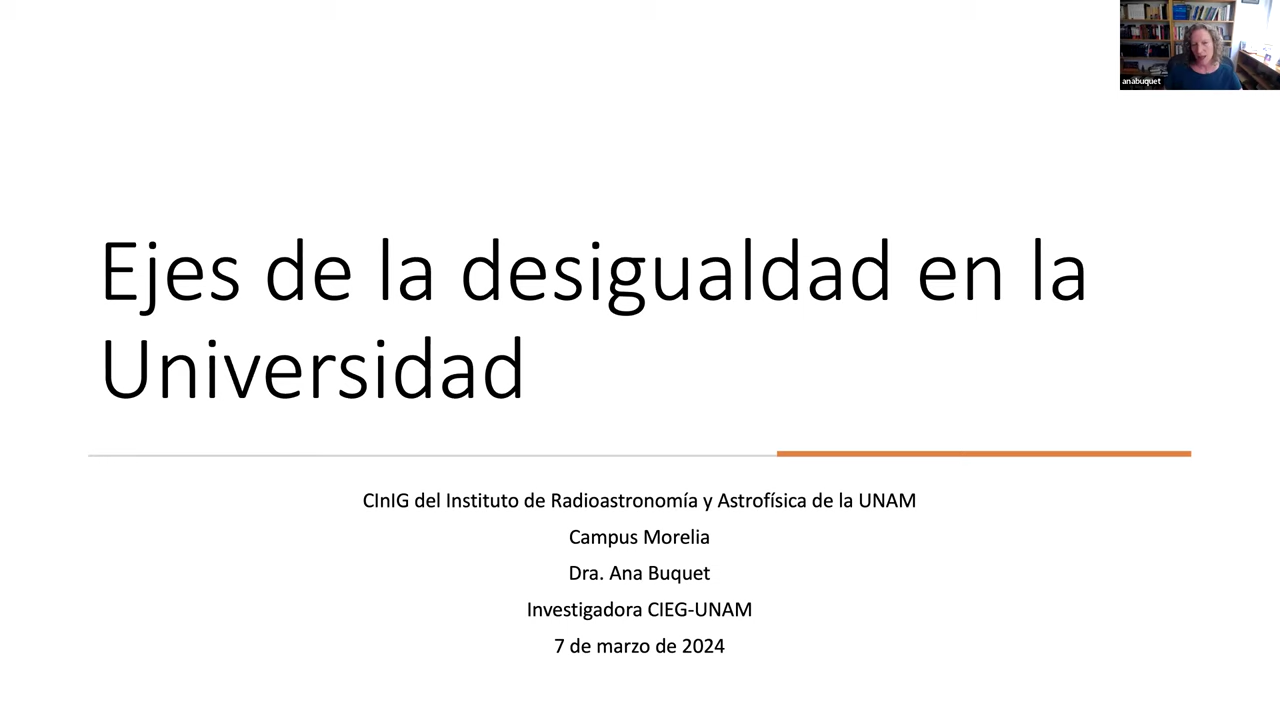 anabuquet
Ejes de la desigualdad en la
Universidad
CInIG del Instituto de Radioastronomía y Astrofísica de la UNAM
Campus Morelia
Dra. Ana Buquet
Investigadora CIEG-UNAM
7 de marzo de 2024